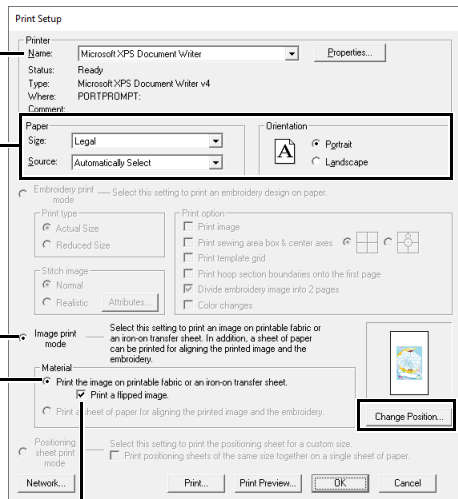 Print Setup
Printer
Name: Microsoft XPS Document Writer Properties...
Status: Ready
Type: Microsoft XPS Document Writer v4
Where: PORTPROMPT:
Comment:
Paper
Size: Legal
Source: Automatically Select
Orientation
A
Portrait
Landscape
Embroidery print mode
Select this setting to print an embroidery design on paper.
Print type
Actual Size
Reduced Size
Stitch image
Normal
Realistic Attributes...
Print option
Print image
Print sewing area box & center axes
Print template grid
Print hoop section boundaries onto the first page
Divide embroidery image into 2 pages
Color changes
Image print
mode
Select this setting to print an image on printable fabric or
an iron-on transfer sheet. In addition, a sheet of paper
can be printed for aligning the printed image and the
embroidery.
Material
Print the image on printable fabric or an iron-on transfer sheet.
Print a flipped image.
Print a sheet of paper for aligning the printed image and the embroidery.
Change Position...
Positioning
sheet print
mode
Select this setting to print the positioning sheet for a custom size.
Print positioning sheets of the same size together on a single sheet of paper.
Network... Print... Print Preview... OK Cancel